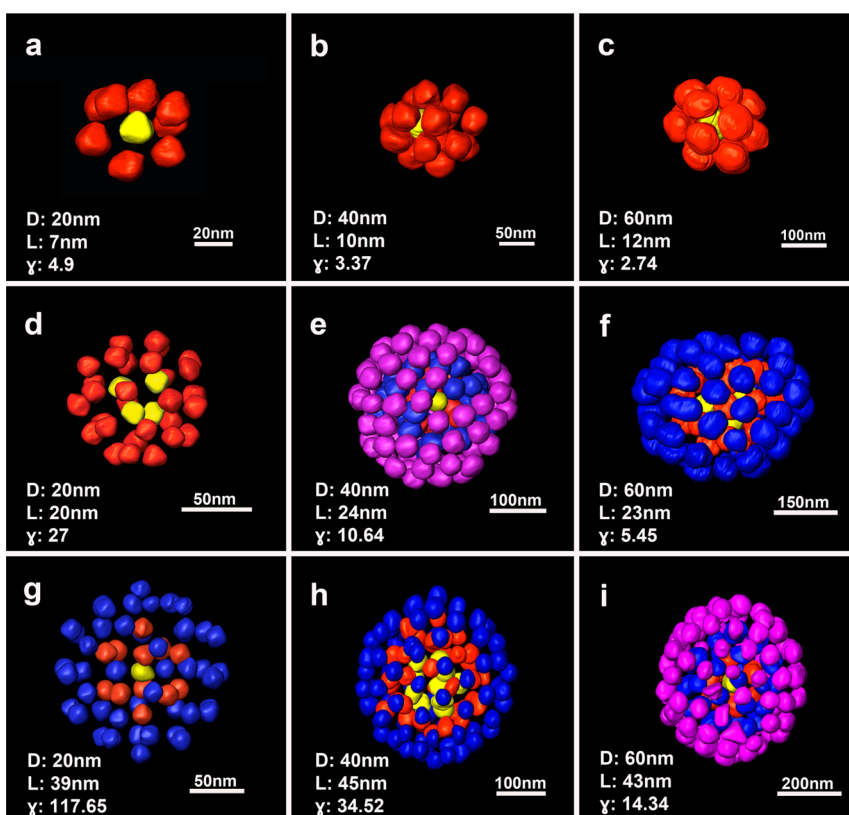 a
20nm
D: 20nm
L: 7nm
ɣ: 4.9
b
50nm
D: 40nm
L: 10nm
ɣ: 3.37
c
100nm
D: 60nm
L: 12nm
ɣ: 2.74
d
50nm
D: 20nm
L: 20nm
ɣ: 27
e
100nm
D: 40nm
L: 24nm
ɣ: 10.64
f
150nm
D: 60nm
L: 23nm
ɣ: 5.45
g
50nm
D: 20nm
L: 39nm
ɣ: 117.65
h
100nm
D: 40nm
L: 45nm
ɣ: 34.52
i
200nm
D: 60nm
L: 43nm
ɣ: 14.34